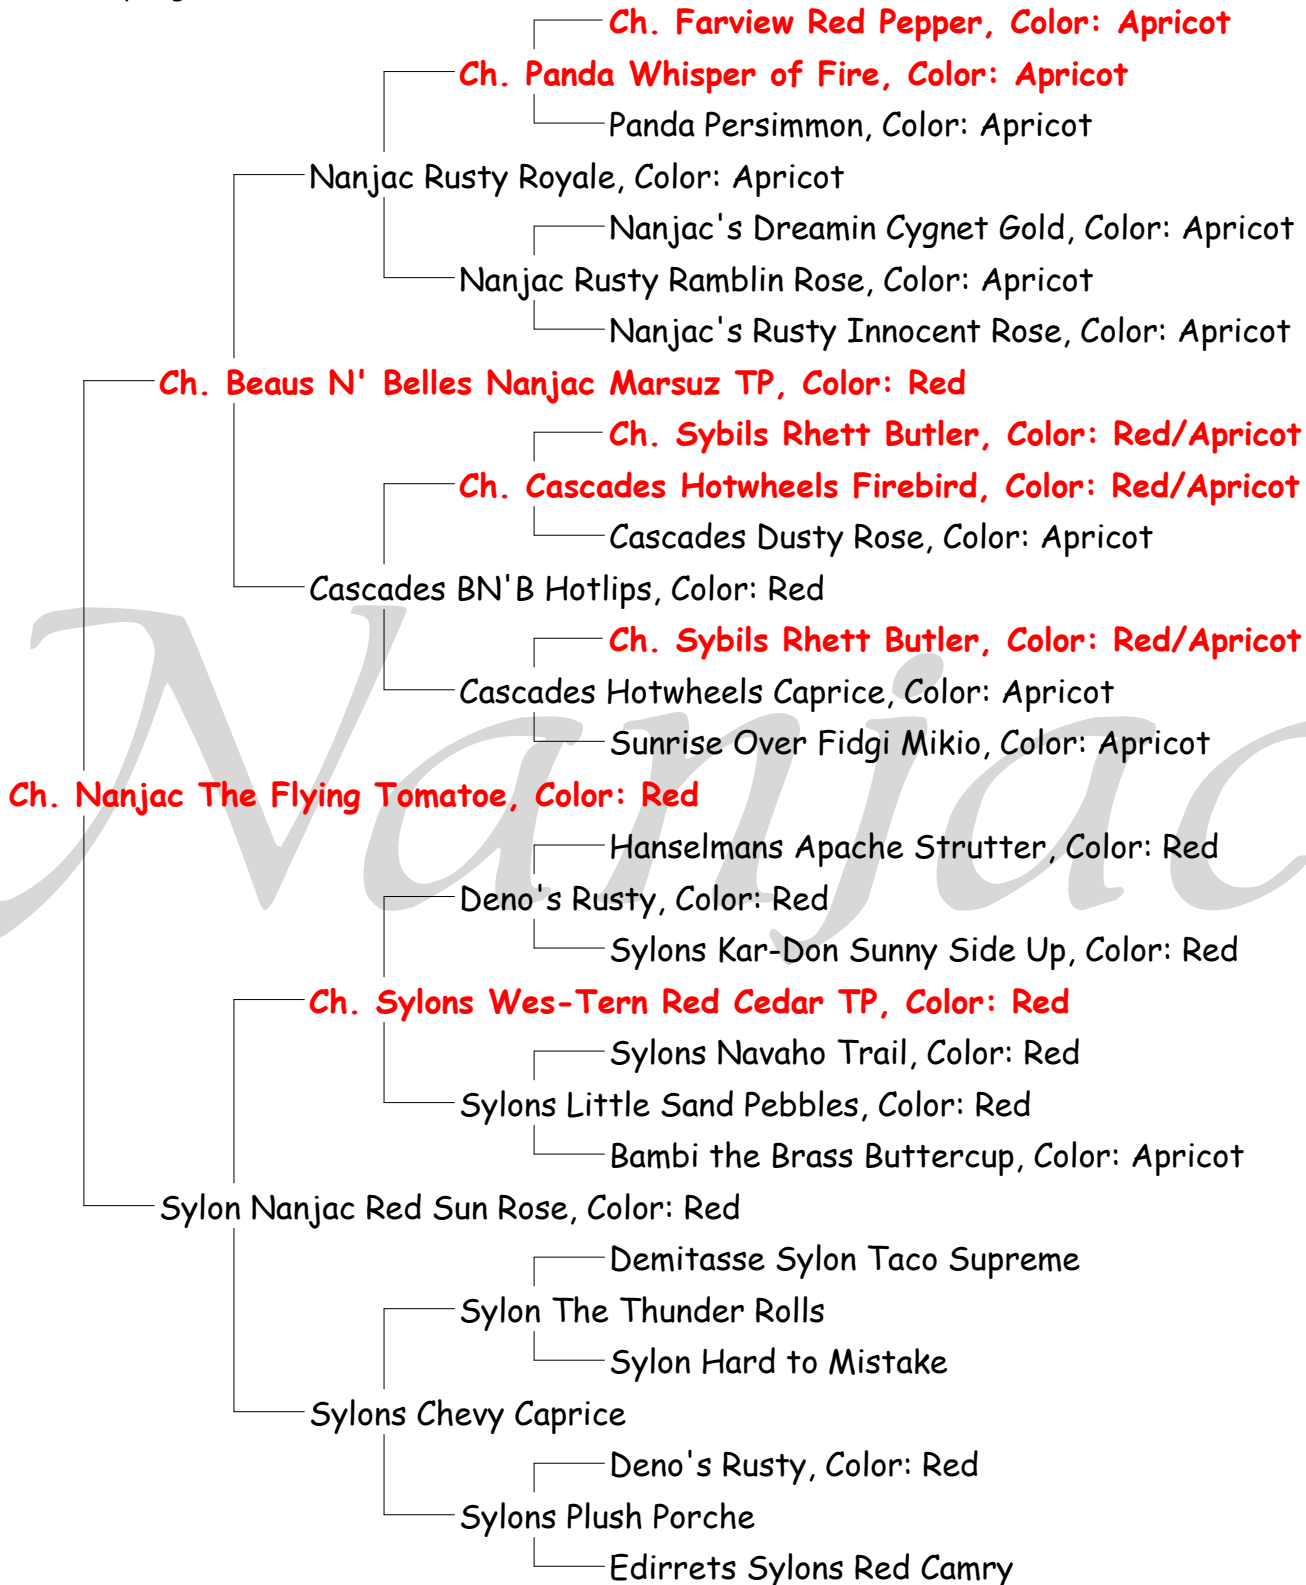 Ch. Farview Red Pepper, Color: Apricot
Ch. Panda Whisper of Fire, Color: Apricot
Panda Persimmon, Color: Apricot
Nanjac Rusty Royale, Color: Apricot
Nanjac's Dreamin Cygnet Gold, Color: Apricot
Nanjac Rusty Ramblin Rose, Color: Apricot
Nanjac's Rusty Innocent Rose, Color: Apricot
Ch. Beaus N' Belles Nanjac Marsuz TP, Color: Red
Ch. Sybils Rhett Butler, Color: Red/Apricot
Ch. Cascades Hotwheels Firebird, Color: Red/Apricot
Cascades Dusty Rose, Color: Apricot
Cascades BN'B Hotlips, Color: Red
Ch. Sybils Rhett Butler, Color: Red/Apricot
Cascades Hotwheels Caprice, Color: Apricot
Sunrise Over Fidgi Mikio, Color: Apricot
Nanjac
Ch. Nanjac The Flying Tomatoe, Color: Red
Hanselmans Apache Strutter, Color: Red
Deno's Rusty, Color: Red
Sylons Kar-Don Sunny Side Up, Color: Red
Ch. Sylons Wes-Tern Red Cedar TP, Color: Red
Sylons Navaho Trail, Color: Red
Sylons Little Sand Pebbles, Color: Red
Bambi the Brass Buttercup, Color: Apricot
Sylon Nanjac Red Sun Rose, Color: Red
Demitasse Sylon Taco Supreme
Sylon The Thunder Rolls
Sylon Hard to Mistake
Sylons Chevy Caprice
Deno's Rusty, Color: Red
Sylons Plush Porche
Edirrets Sylons Red Camry